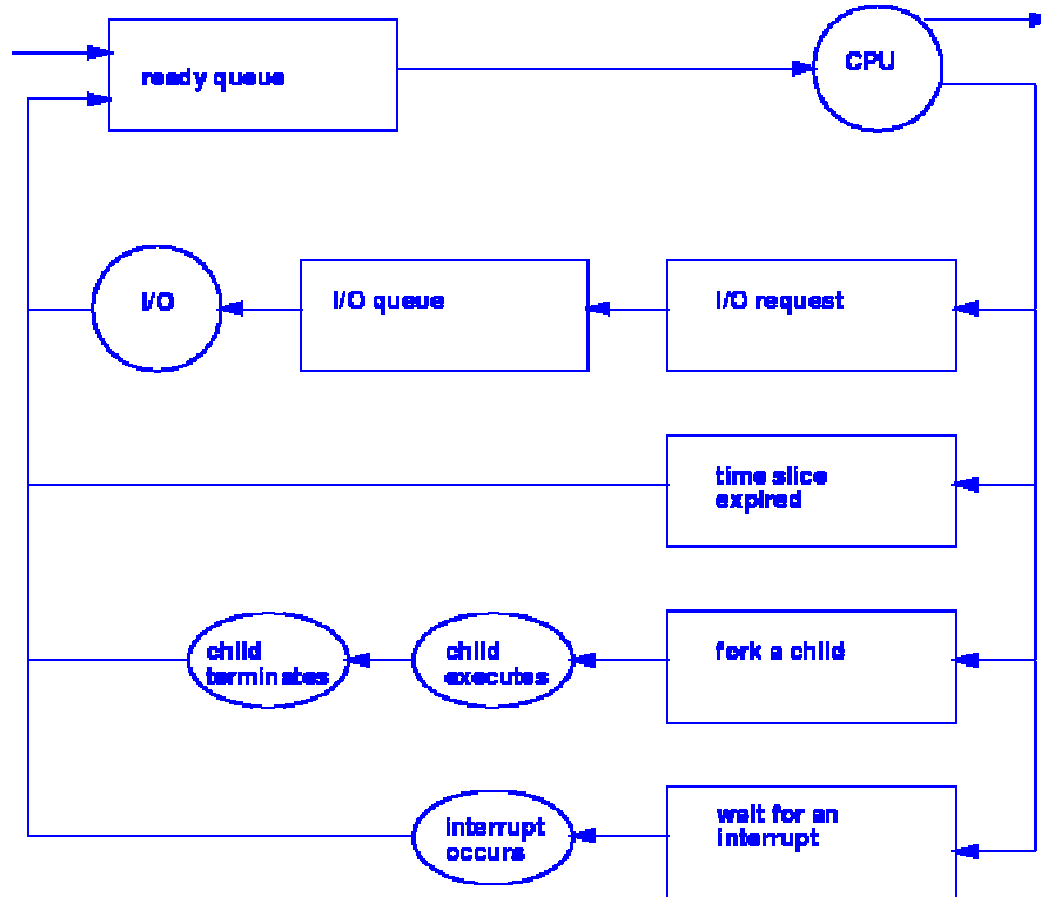 ready queue
CPU
I/O
I/O queue
I/O request
time slice
expired
child
terminates
child
executes
fork a child
interrupt
occurs
wait for an
interrupt